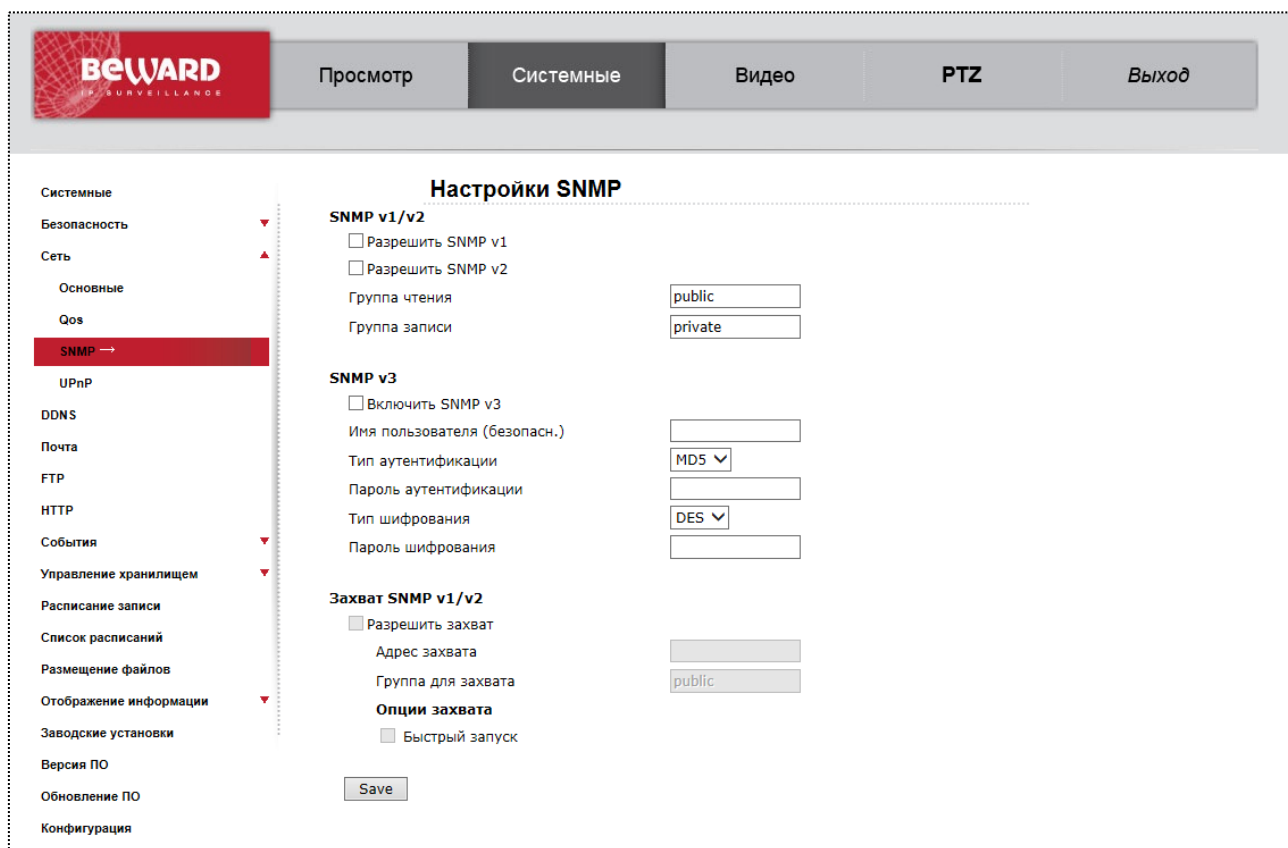 BEWARD
IP SURVEILLANCE
Просмотр
Системные
Видео
PTZ
Выход
Системные
Безопасность
Сеть
Основные
Qos
SNMP →
UPnP
DDNS
Почта
FTP
HTTP
События
Управление хранилищем
Расписание записи
Список расписаний
Размещение файлов
Отображение информации
Заводские установки
Версия ПО
Обновление ПО
Конфигурация
Настройки SNMP
SNMP v1/v2
Разрешить SNMP v1
Разрешить SNMP v2
Группа чтения public
Группа записи private
SNMP v3
Включить SNMP v3
Имя пользователя (безопасн.)
Тип аутентификации MD5
Пароль аутентификации
Тип шифрования DES
Пароль шифрования
Захват SNMP v1/v2
Разрешить захват
Адрес захвата
Группа для захвата public
Опции захвата
Быстрый запуск
Save